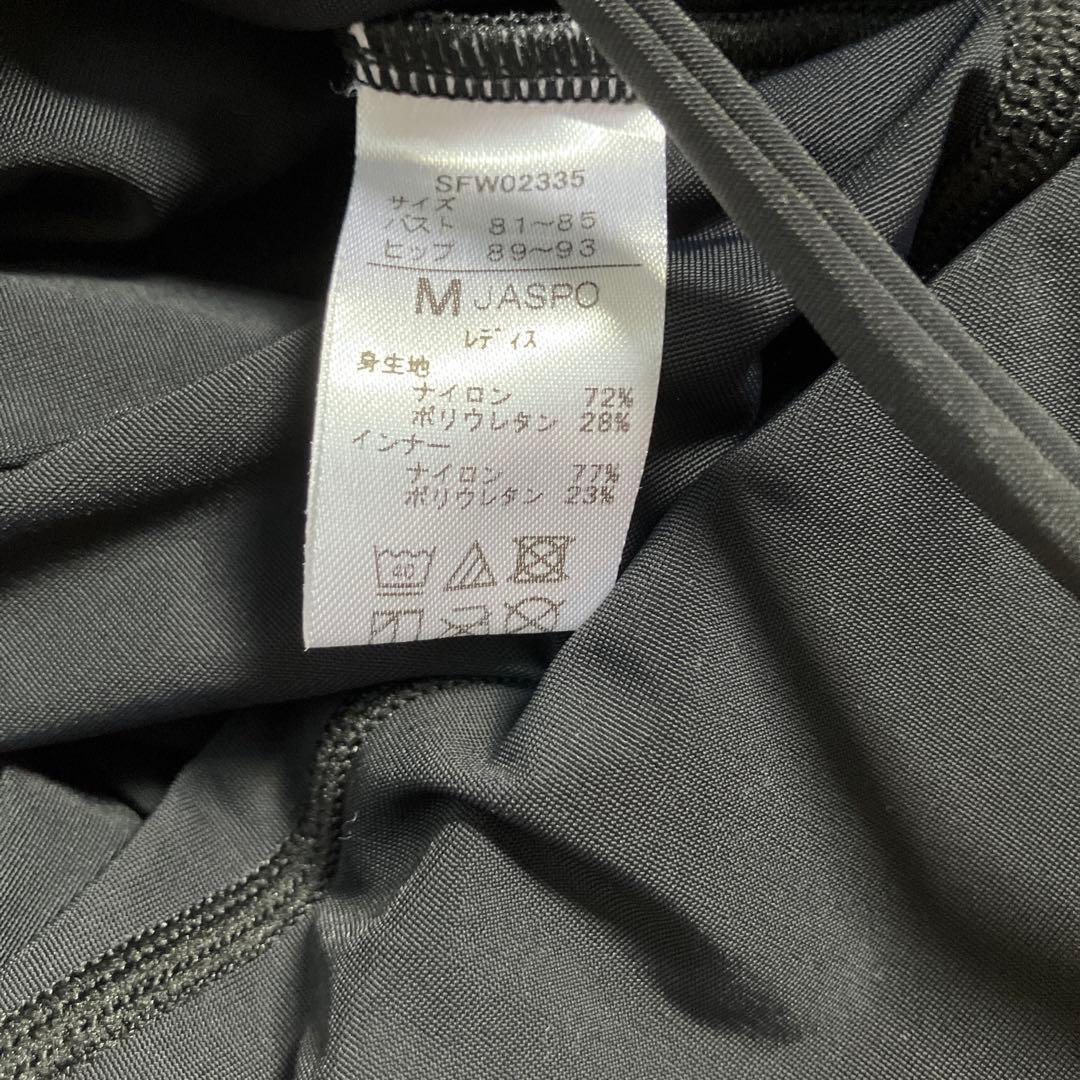 SFW02335
サイズ
バスト 81～85
ヒップ 89～93
M JASPO
レディス
身生地
ナイロン 72%
ポリウレタン 28%
インナー
ナイロン 77%
ポリウレタン 23%
40